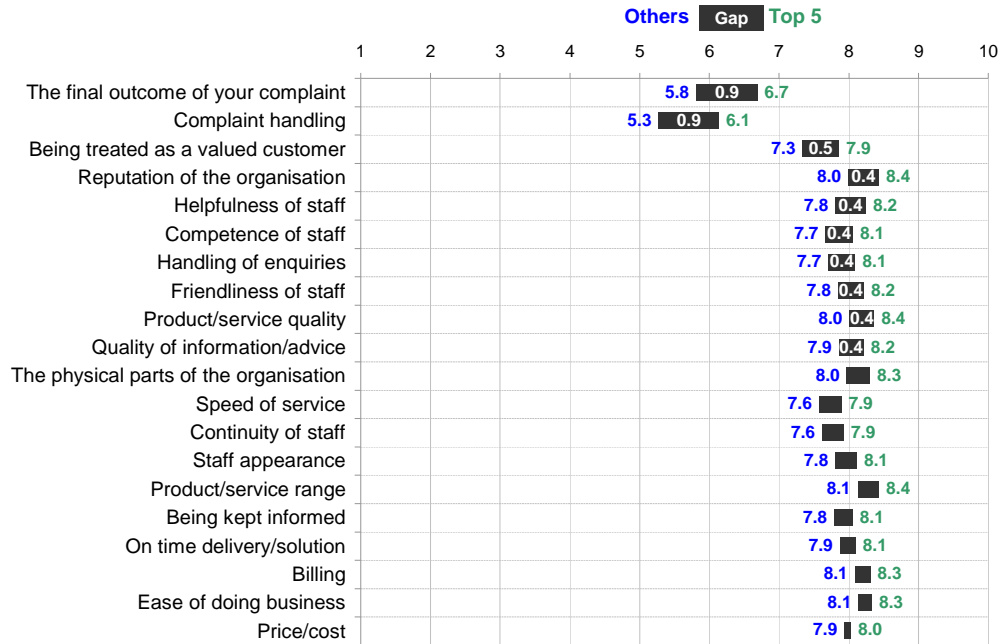 Others Gap Top 5
1 2 3 4 5 6 7 8 9 10
The final outcome of your complaint 5.8 0.9 6.7
Complaint handling 5.3 0.9 6.1
Being treated as a valued customer 7.3 0.5 7.9
Reputation of the organisation 8.0 0.4 8.4
Helpfulness of staff 7.8 0.4 8.2
Competence of staff 7.7 0.4 8.1
Handling of enquiries 7.7 0.4 8.1
Friendliness of staff 7.8 0.4 8.2
Product/service quality 8.0 0.4 8.4
Quality of information/advice 7.9 0.4 8.2
The physical parts of the organisation 8.0 8.3
Speed of service 7.6 7.9
Continuity of staff 7.6 7.9
Staff appearance 7.8 8.1
Product/service range 8.1 8.4
Being kept informed 7.8 8.1
On time delivery/solution 7.9 8.1
Billing 8.1 8.3
Ease of doing business 8.1 8.3
Price/cost 7.9 8.0